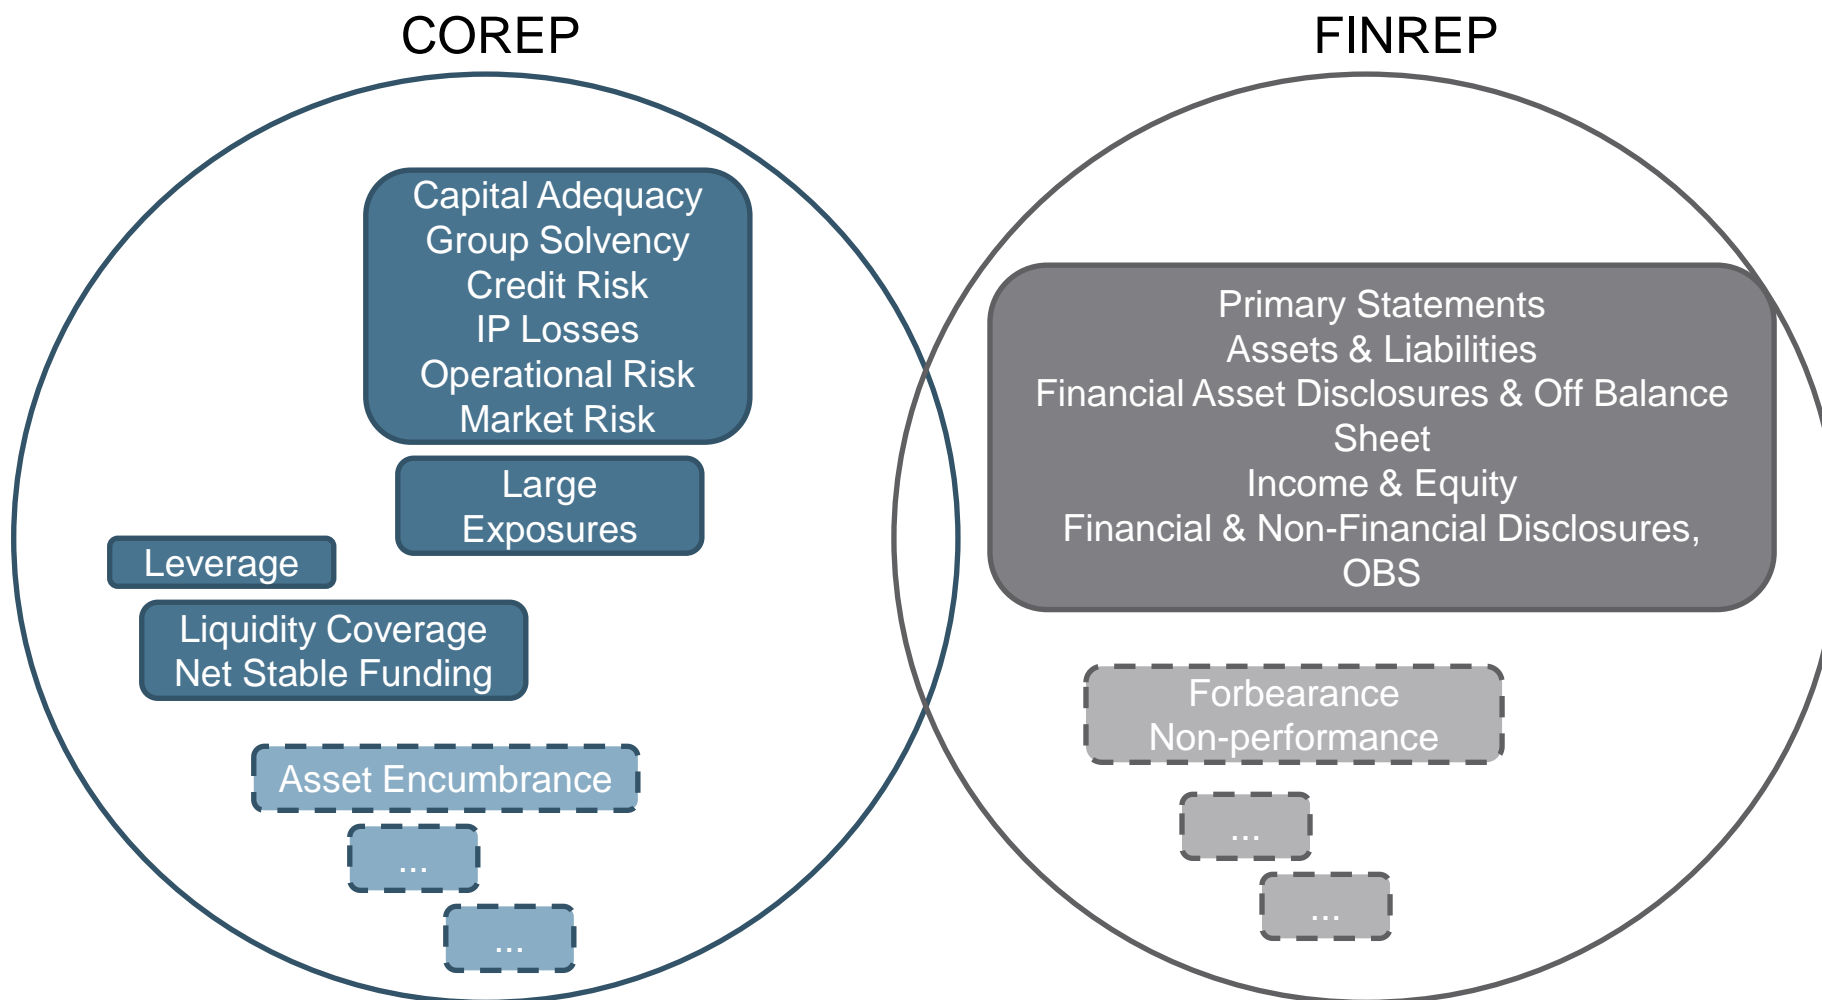 COREP
Capital Adequacy
Group Solvency
Credit Risk
IP Losses
Operational Risk
Market Risk
Large
Exposures
Leverage
Liquidity Coverage
Net Stable Funding
Asset Encumbrance
...
...
FINREP
Primary Statements
Assets & Liabilities
Financial Asset Disclosures & Off Balance
Sheet
Income & Equity
Financial & Non-Financial Disclosures,
OBS
Forbearance
Non-performance
...
...